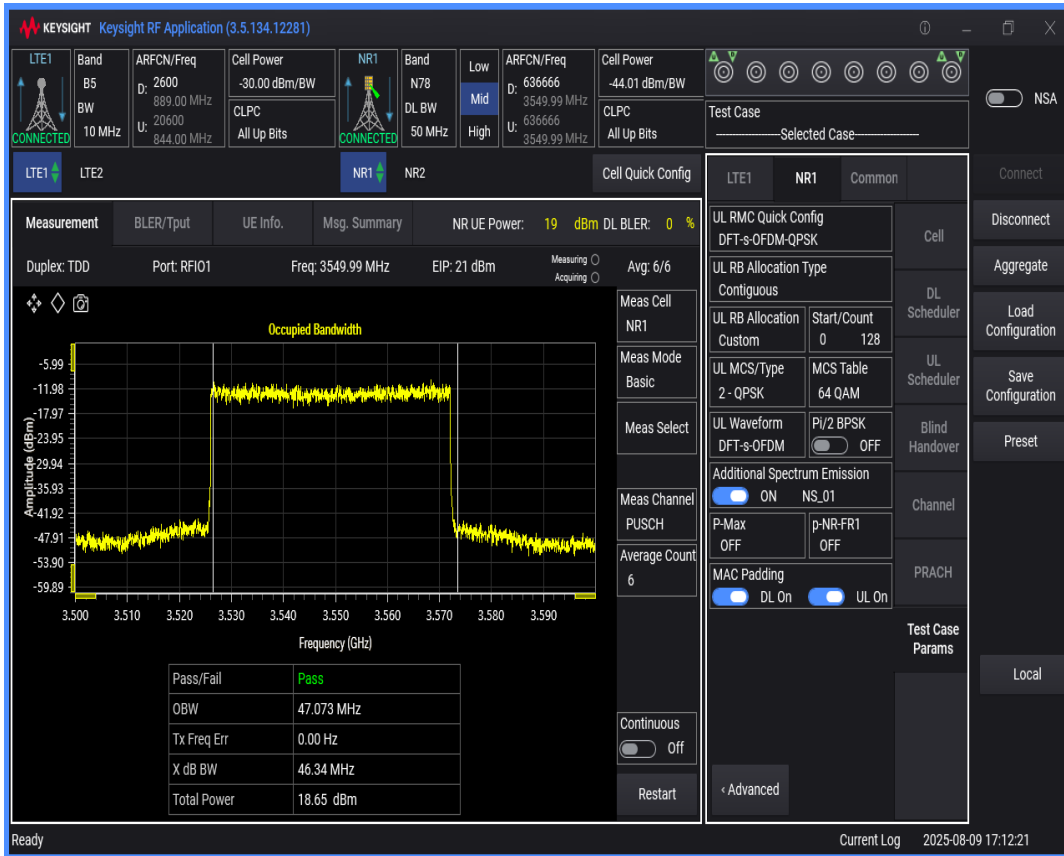 KEYSIGHT Keysight RF Application (3.5.134.12281)
LTE1
CONNECTED
Band
B5
BW
10 MHz
ARFCN/Freq
D: 2600
889.00 MHz
U: 20600
844.00 MHz
Cell Power
-30.00 dBm/BW
CLPC
All Up Bits
NR1
CONNECTED
Band
N78
DL BW
50 MHz
Low
Mid
High
ARFCN/Freq
D: 636666
3549.99 MHz
U: 636666
3549.99 MHz
Cell Power
-44.01 dBm/BW
CLPC
All Up Bits
Test Case
--------------------Selected Case--------------------
NSA
LTE1 LTE2
NR1 NR2
Cell Quick Config
LTE1 NR1 Common
Connect
Measurement BLER/Tput UE Info. Msg. Summary NR UE Power: 19 dBm DL BLER: 0 %
Duplex: TDD Port: RFIO1 Freq: 3549.99 MHz EIP: 21 dBm Measuring Acquiring Avg: 6/6
Occupied Bandwidth
Amplitude (dBm)
-5.99
-11.98
-17.97
-23.95
-29.94
-35.93
-41.92
-47.91
-53.90
-59.89
3.500 3.510 3.520 3.530 3.540 3.550 3.560 3.570 3.580 3.590
Frequency (GHz)
Pass/Fail Pass
OBW 47.073 MHz
Tx Freq Err 0.00 Hz
X dB BW 46.34 MHz
Total Power 18.65 dBm
Meas Cell
NR1
Meas Mode
Basic
Meas Select
Meas Channel
PUSCH
Average Count
6
Continuous
Off
Restart
UL RMC Quick Config
DFT-s-OFDM-QPSK
UL RB Allocation Type
Contiguous
UL RB Allocation
Custom
Start/Count
0 128
UL MCS/Type
2 - QPSK
MCS Table
64 QAM
UL Waveform
DFT-s-OFDM
Pi/2 BPSK
OFF
Additional Spectrum Emission
ON NS_01
P-Max
OFF
p-NR-FR1
OFF
MAC Padding
DL On UL On
‹ Advanced
Cell
DL
Scheduler
UL
Scheduler
Blind
Handover
Channel
PRACH
Test Case
Params
Disconnect
Aggregate
Load
Configuration
Save
Configuration
Preset
Local
Ready
Current Log 2025-08-09 17:12:21